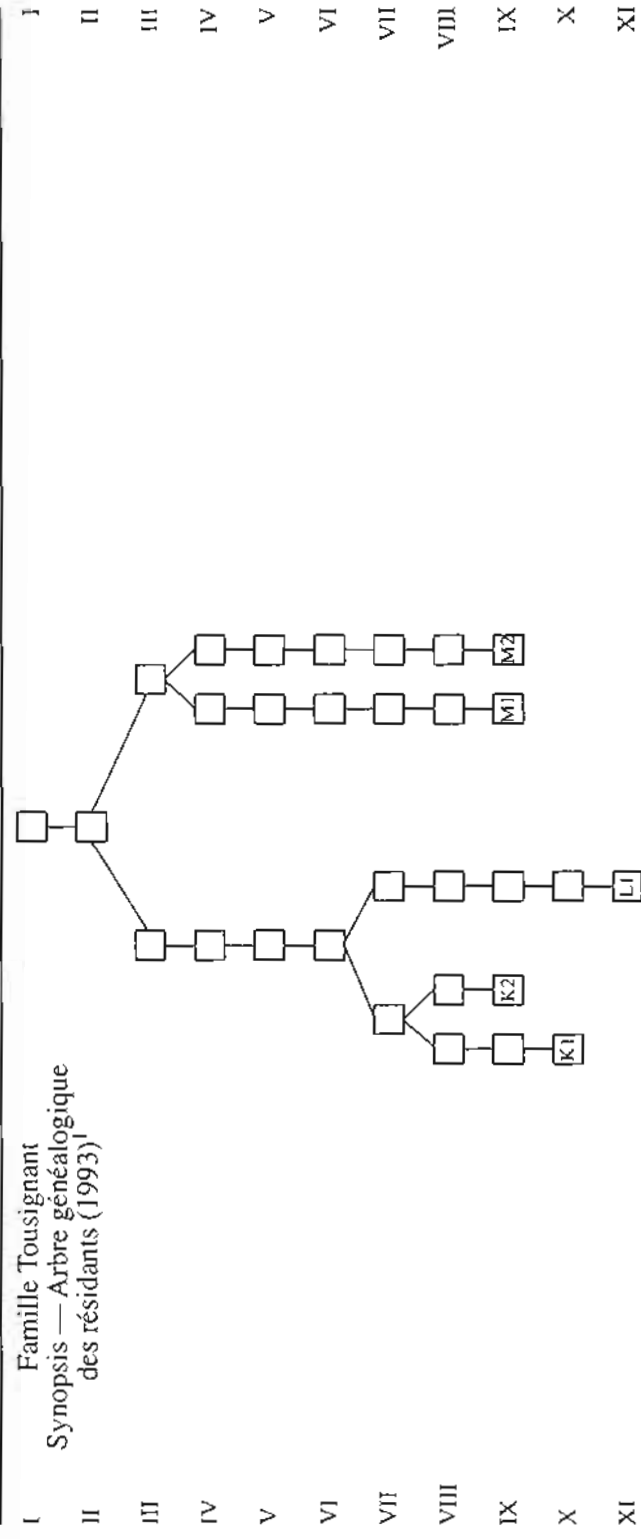 Famille Tousignant
Synopsis — Arbre généalogique
des résidants (1993)¹
I I
II II
III III
IV IV
V V
VI VI
VII VII
VIII VIII
IX M1 M2 K2 IX
X K1 X
XI L1 XI